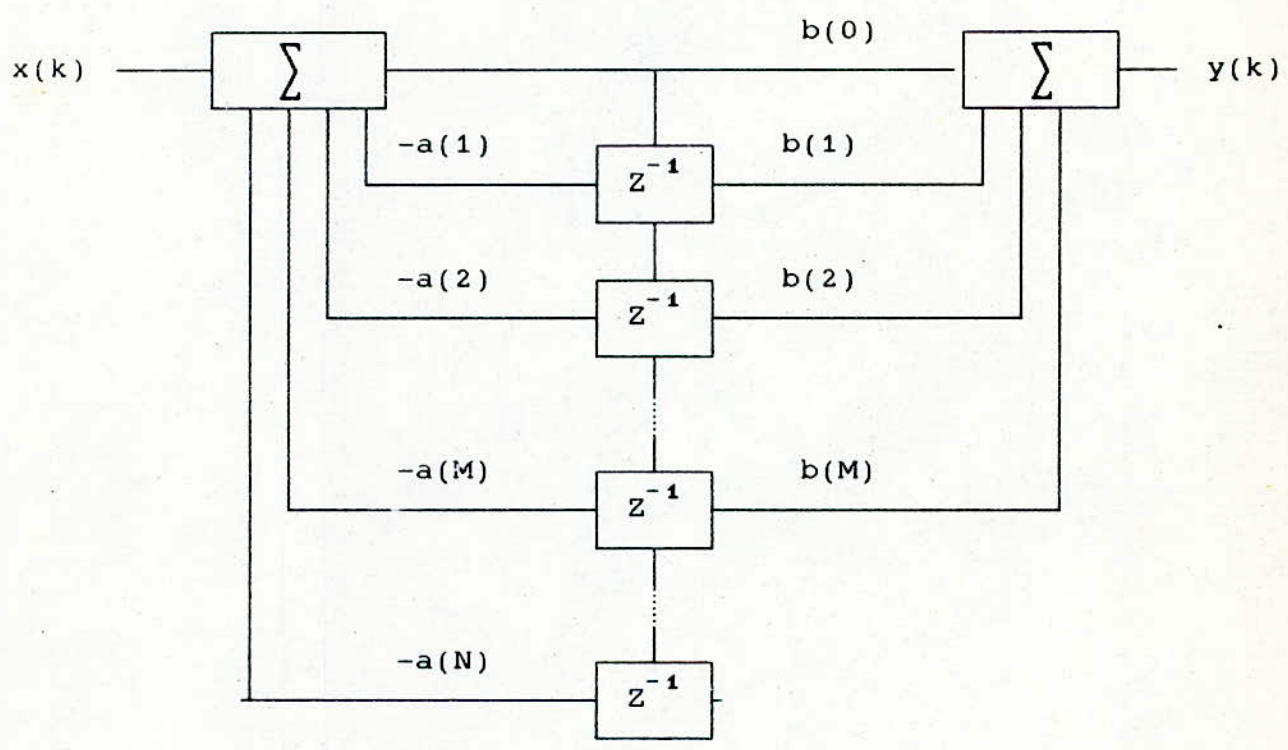 b(0)
x(k) ∑ ∑ y(k)
-a(1) b(1)
Z⁻¹
-a(2) b(2)
Z⁻¹
-a(M) b(M)
Z⁻¹
-a(N)
Z⁻¹